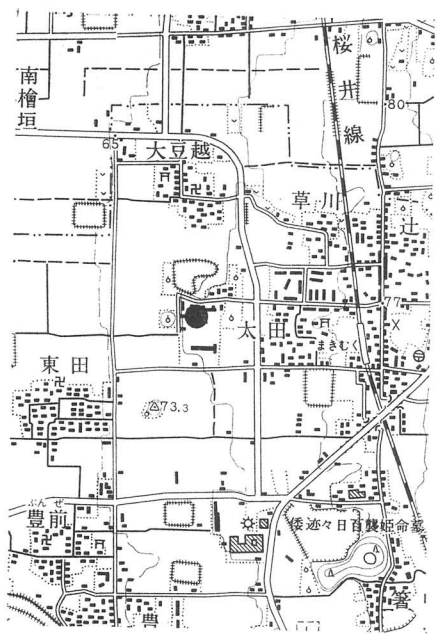 桜井線
南檜垣
80
65
大豆越
草川
辻
77
太田
まきむく
東田
73.3
ぶんぜ
豊前
倭迹々日百襲姫命墓
箸
豊